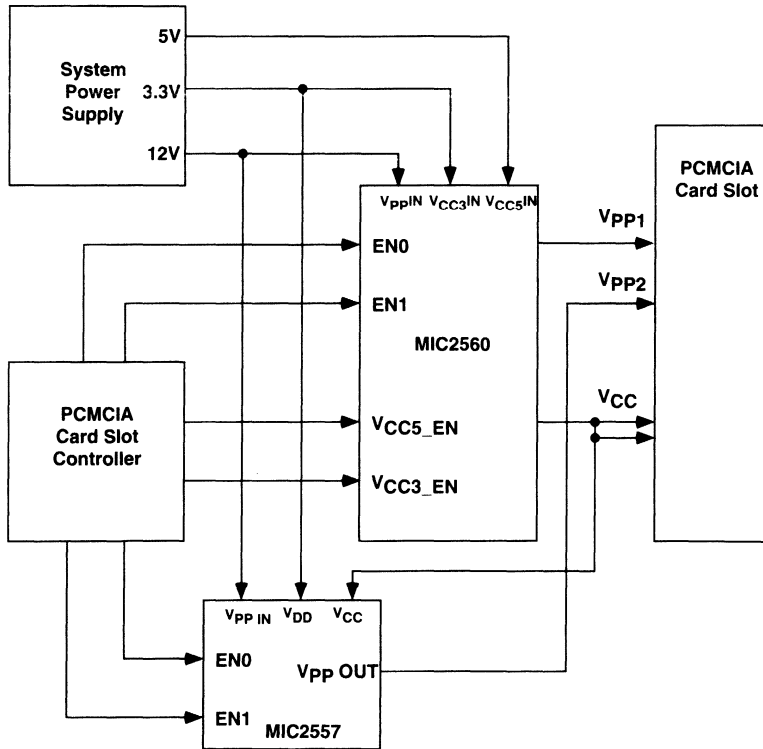 System
Power
Supply
5V
3.3V
12V
PCMCIA
Card Slot
VPPIN VCC3IN VCC5IN
EN0
EN1
MIC2560
VCC5_EN
VCC3_EN
VPP1
VPP2
VCC
PCMCIA
Card Slot
Controller
VPP IN VDD VCC
EN0
VPP OUT
EN1
MIC2557